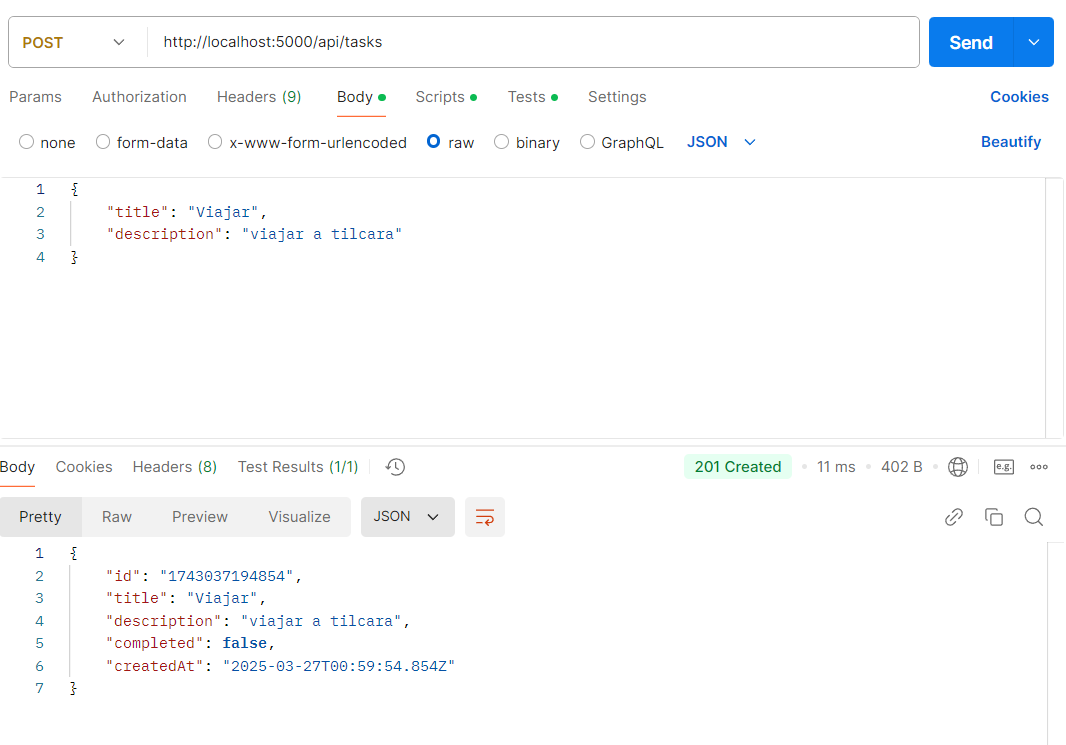 POST http://localhost:5000/api/tasks Send
Params Authorization Headers (9) Body Scripts Tests Settings Cookies
none form-data x-www-form-urlencoded raw binary GraphQL JSON Beautify
1 {
2 "title": "Viajar",
3 "description": "viajar a tilcara"
4 }
Body Cookies Headers (8) Test Results (1/1) 201 Created 11 ms 402 B e.g.
Pretty Raw Preview Visualize JSON
1 {
2 "id": "1743037194854",
3 "title": "Viajar",
4 "description": "viajar a tilcara",
5 "completed": false,
6 "createdAt": "2025-03-27T00:59:54.854Z"
7 }